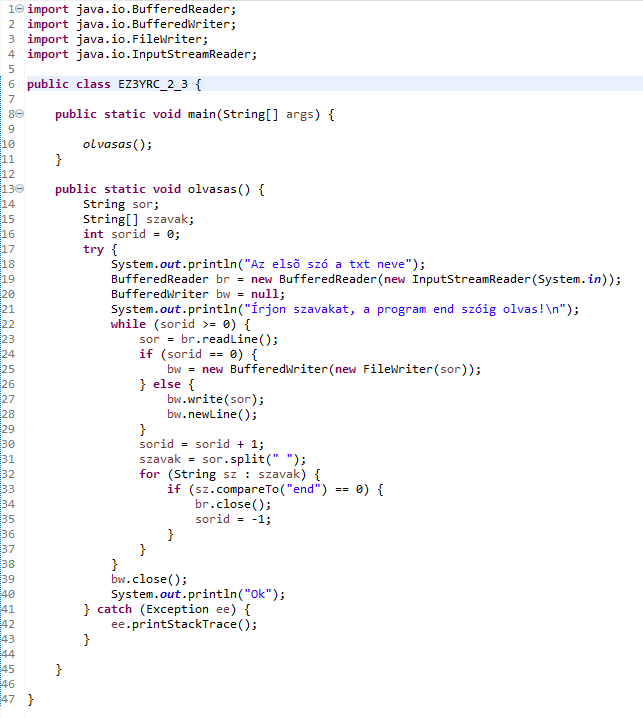 1 import java.io.BufferedReader;
2 import java.io.BufferedWriter;
3 import java.io.FileWriter;
4 import java.io.InputStreamReader;
5
6 public class EZ3YRC_2_3 {
7
8     public static void main(String[] args) {
9
10         olvasas();
11     }
12
13     public static void olvasas() {
14         String sor;
15         String[] szavak;
16         int sorid = 0;
17         try {
18             System.out.println("Az elsõ szó a txt neve");
19             BufferedReader br = new BufferedReader(new InputStreamReader(System.in));
20             BufferedWriter bw = null;
21             System.out.println("Írjon szavakat, a program end szóig olvas!\n");
22             while (sorid >= 0) {
23                 sor = br.readLine();
24                 if (sorid == 0) {
25                     bw = new BufferedWriter(new FileWriter(sor));
26                 } else {
27                     bw.write(sor);
28                     bw.newLine();
29                 }
30                 sorid = sorid + 1;
31                 szavak = sor.split(" ");
32                 for (String sz : szavak) {
33                     if (sz.compareTo("end") == 0) {
34                         br.close();
35                         sorid = -1;
36                     }
37                 }
38             }
39             bw.close();
40             System.out.println("Ok");
41         } catch (Exception ee) {
42             ee.printStackTrace();
43         }
44
45     }
46
47 }